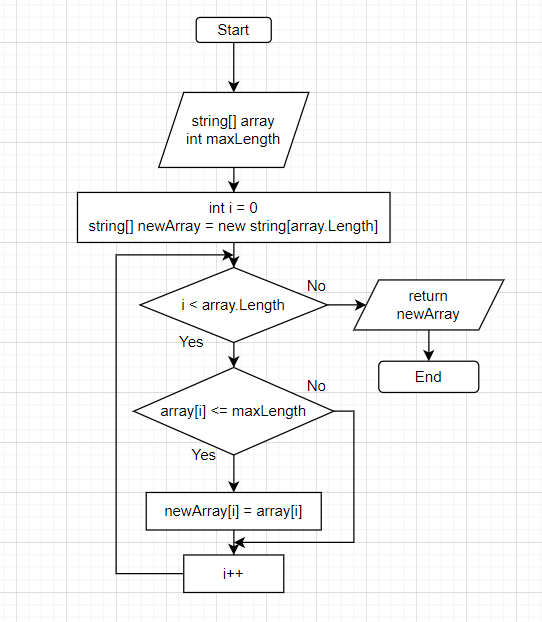 Start
string[] array
int maxLength
int i = 0
string[] newArray = new string[array.Length]
i < array.Length
No
return
newArray
End
Yes
array[i] <= maxLength
No
Yes
newArray[i] = array[i]
i++